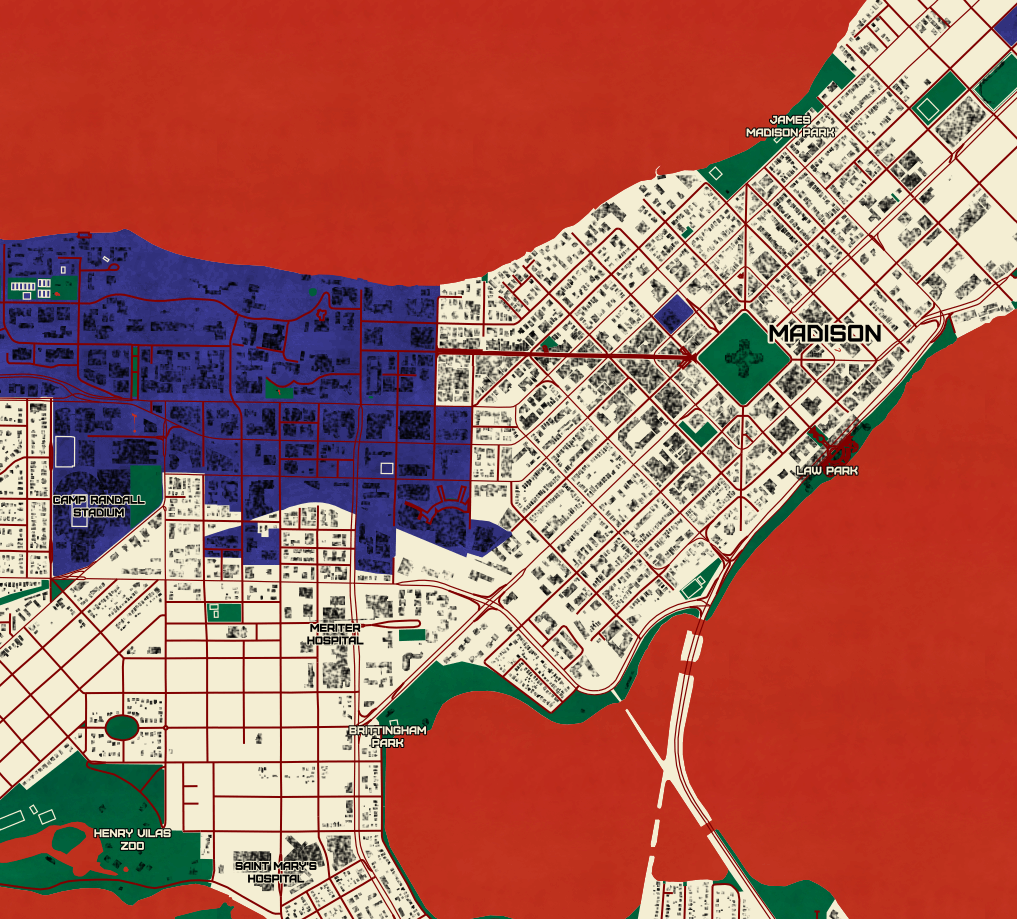 JAMES
MADISON PARK
MADISON
LAW PARK
CAMP RANDALL
STADIUM
MERITER
HOSPITAL
BRITTINGHAM
PARK
HENRY VILAS
ZOO
SAINT MARY'S
HOSPITAL